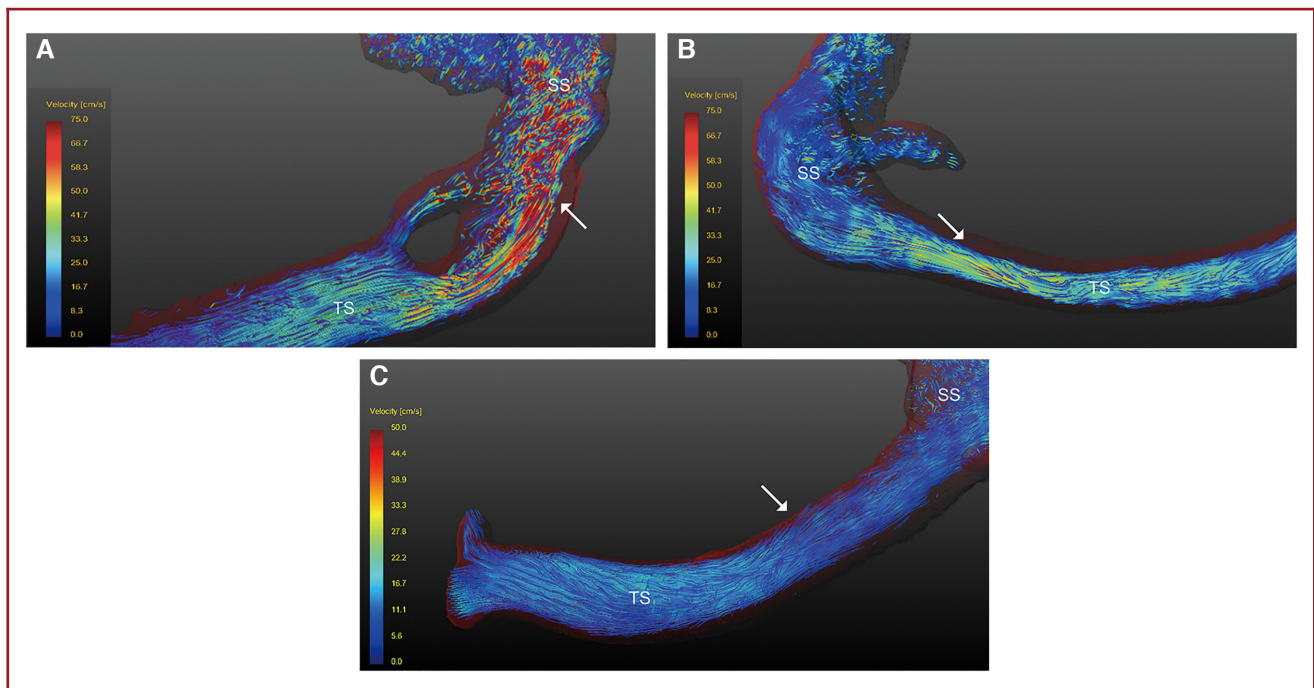 A
Velocity [cm/s]
75.0
66.7
58.3
50.0
41.7
33.3
25.0
16.7
8.3
0.0
SS
TS
B
Velocity [cm/s]
75.0
66.7
58.3
50.0
41.7
33.3
25.0
16.7
8.3
0.0
SS
TS
C
Velocity [cm/s]
50.0
44.4
38.9
33.3
27.8
22.2
16.7
11.1
5.6
0.0
SS
TS